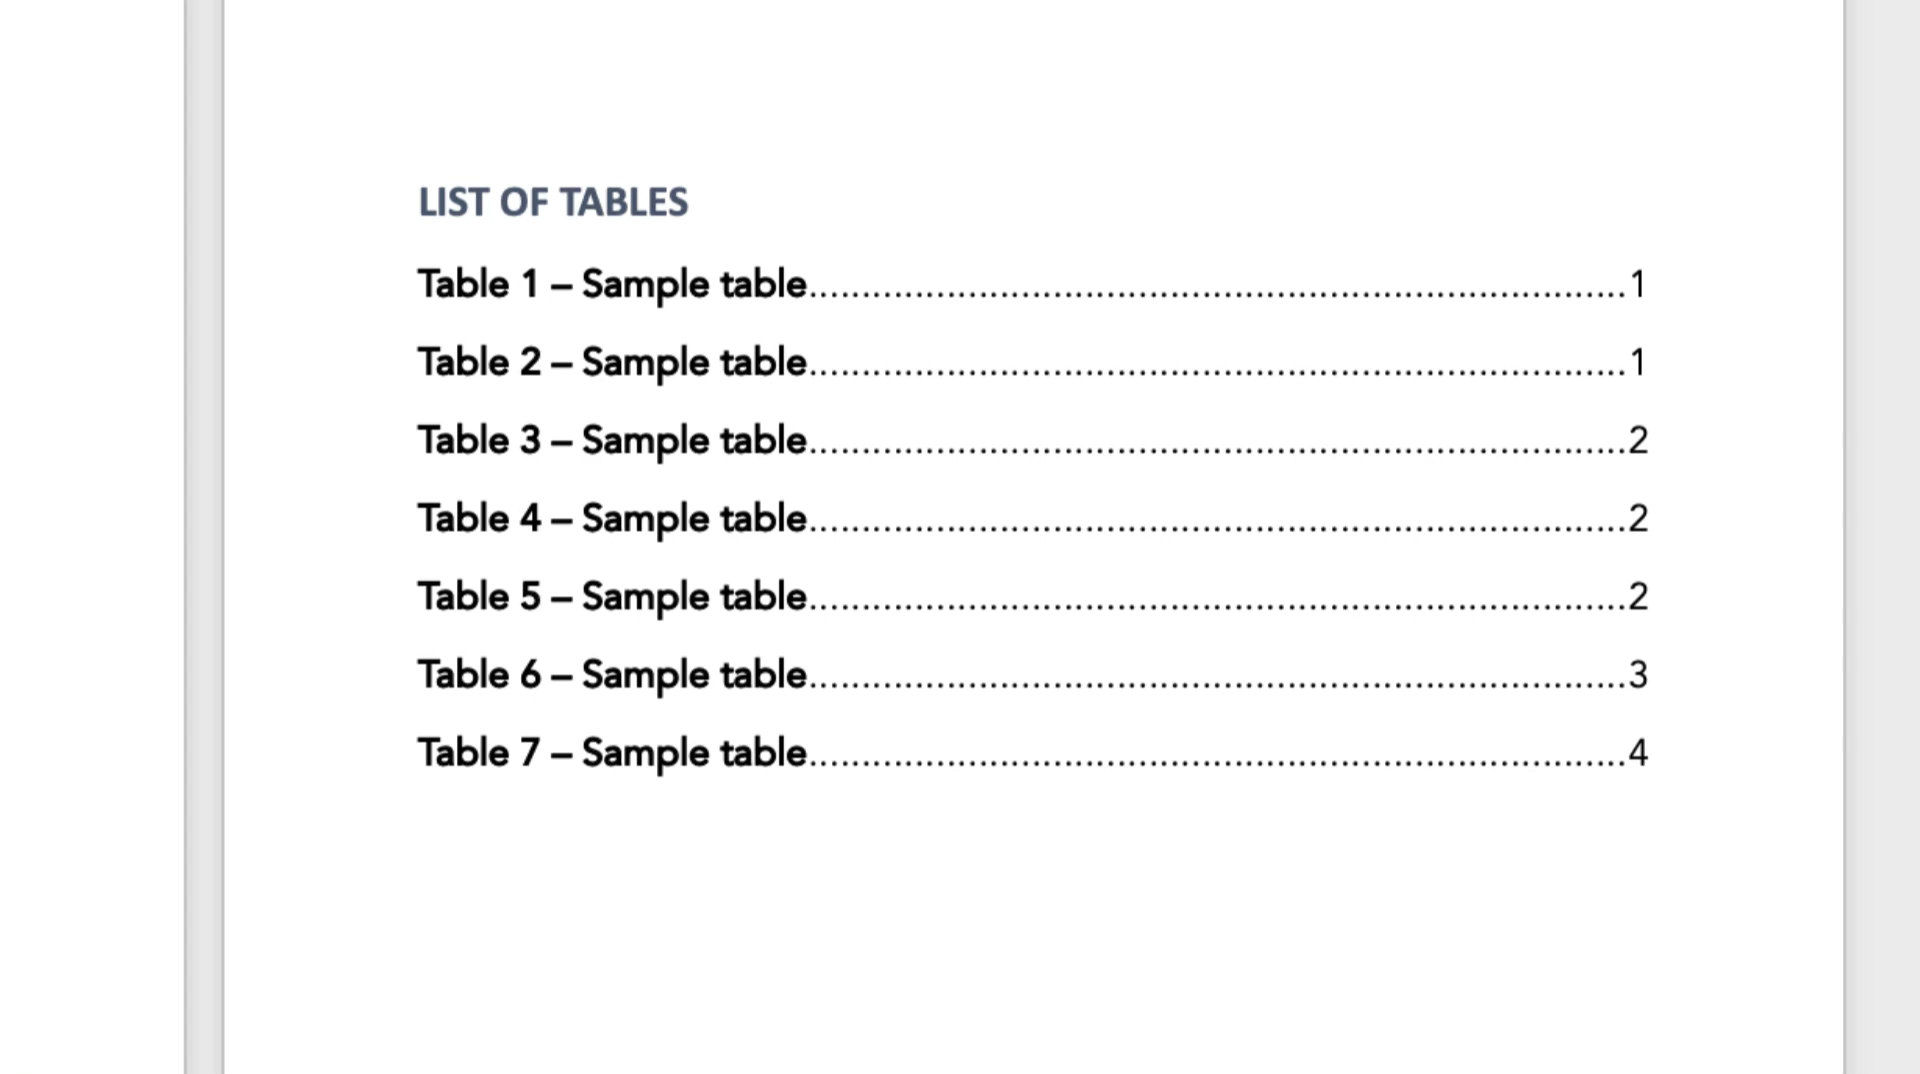 LIST OF TABLES
Table 1 – Sample table........................................................................1
Table 2 – Sample table........................................................................1
Table 3 – Sample table........................................................................2
Table 4 – Sample table........................................................................2
Table 5 – Sample table........................................................................2
Table 6 – Sample table........................................................................3
Table 7 – Sample table........................................................................4